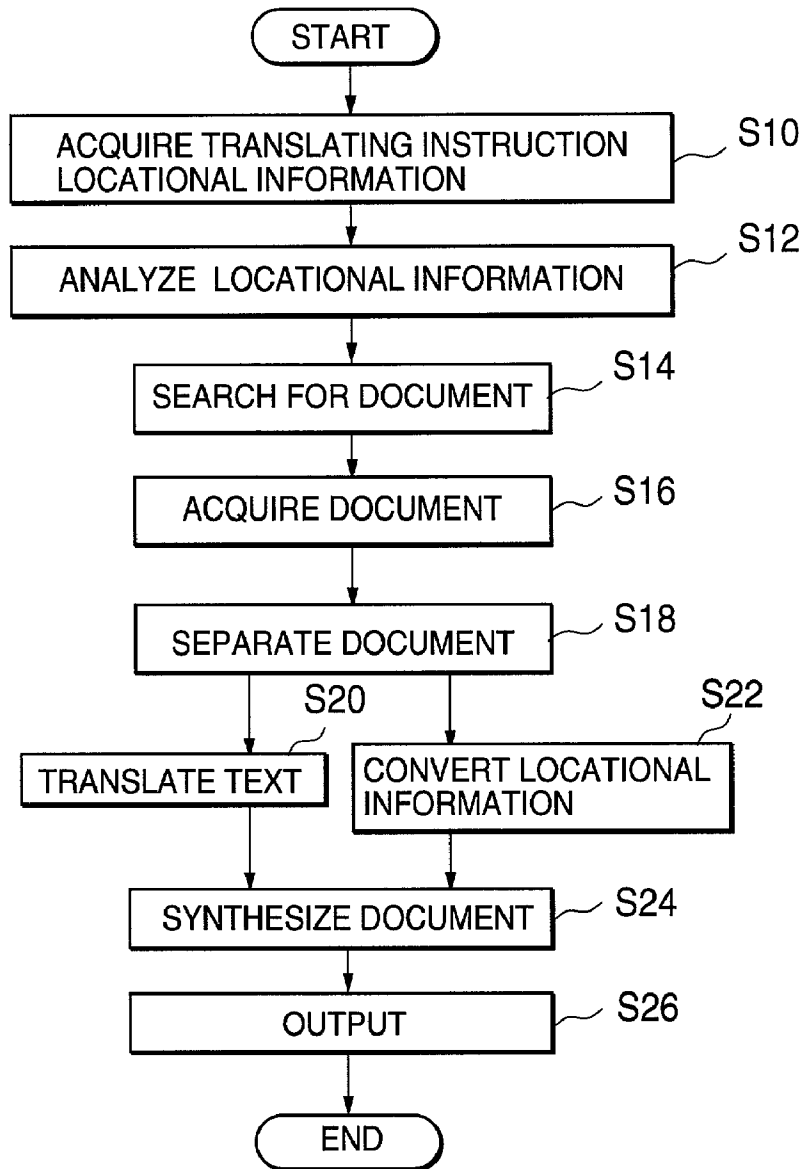 START
ACQUIRE TRANSLATING INSTRUCTION
LOCATIONAL INFORMATION
S10
ANALYZE LOCATIONAL INFORMATION
S12
SEARCH FOR DOCUMENT
S14
ACQUIRE DOCUMENT
S16
SEPARATE DOCUMENT
S18
S20
TRANSLATE TEXT
S22
CONVERT LOCATIONAL
INFORMATION
SYNTHESIZE DOCUMENT
S24
OUTPUT
S26
END